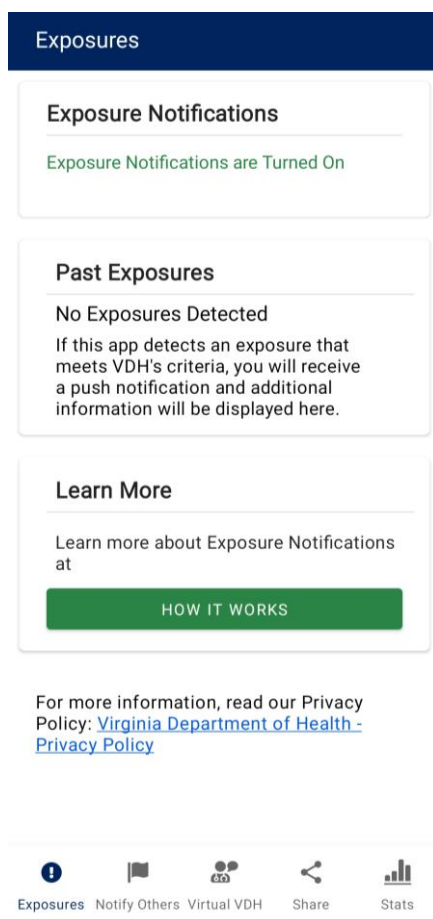 Exposures
Exposure Notifications
Exposure Notifications are Turned On
Past Exposures
No Exposures Detected
If this app detects an exposure that
meets VDH's criteria, you will receive
a push notification and additional
information will be displayed here.
Learn More
Learn more about Exposure Notifications
at
HOW IT WORKS
For more information, read our Privacy
Policy: Virginia Department of Health -
Privacy Policy
Exposures Notify Others Virtual VDH Share Stats